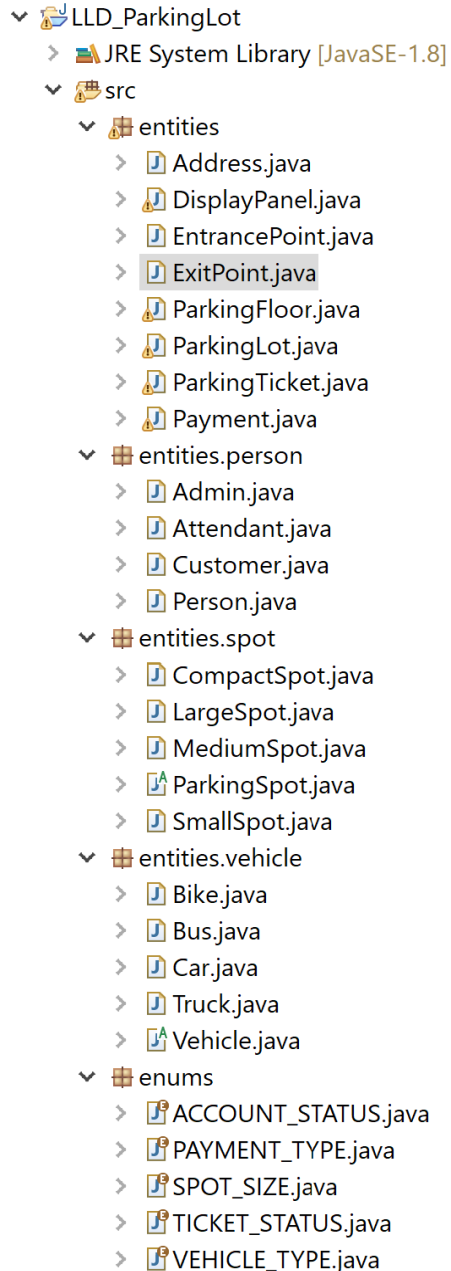 LLD_ParkingLot
JRE System Library [JavaSE-1.8]
src
entities
Address.java
DisplayPanel.java
EntrancePoint.java
ExitPoint.java
ParkingFloor.java
ParkingLot.java
ParkingTicket.java
Payment.java
entities.person
Admin.java
Attendant.java
Customer.java
Person.java
entities.spot
CompactSpot.java
LargeSpot.java
MediumSpot.java
ParkingSpot.java
SmallSpot.java
entities.vehicle
Bike.java
Bus.java
Car.java
Truck.java
Vehicle.java
enums
ACCOUNT_STATUS.java
PAYMENT_TYPE.java
SPOT_SIZE.java
TICKET_STATUS.java
VEHICLE_TYPE.java